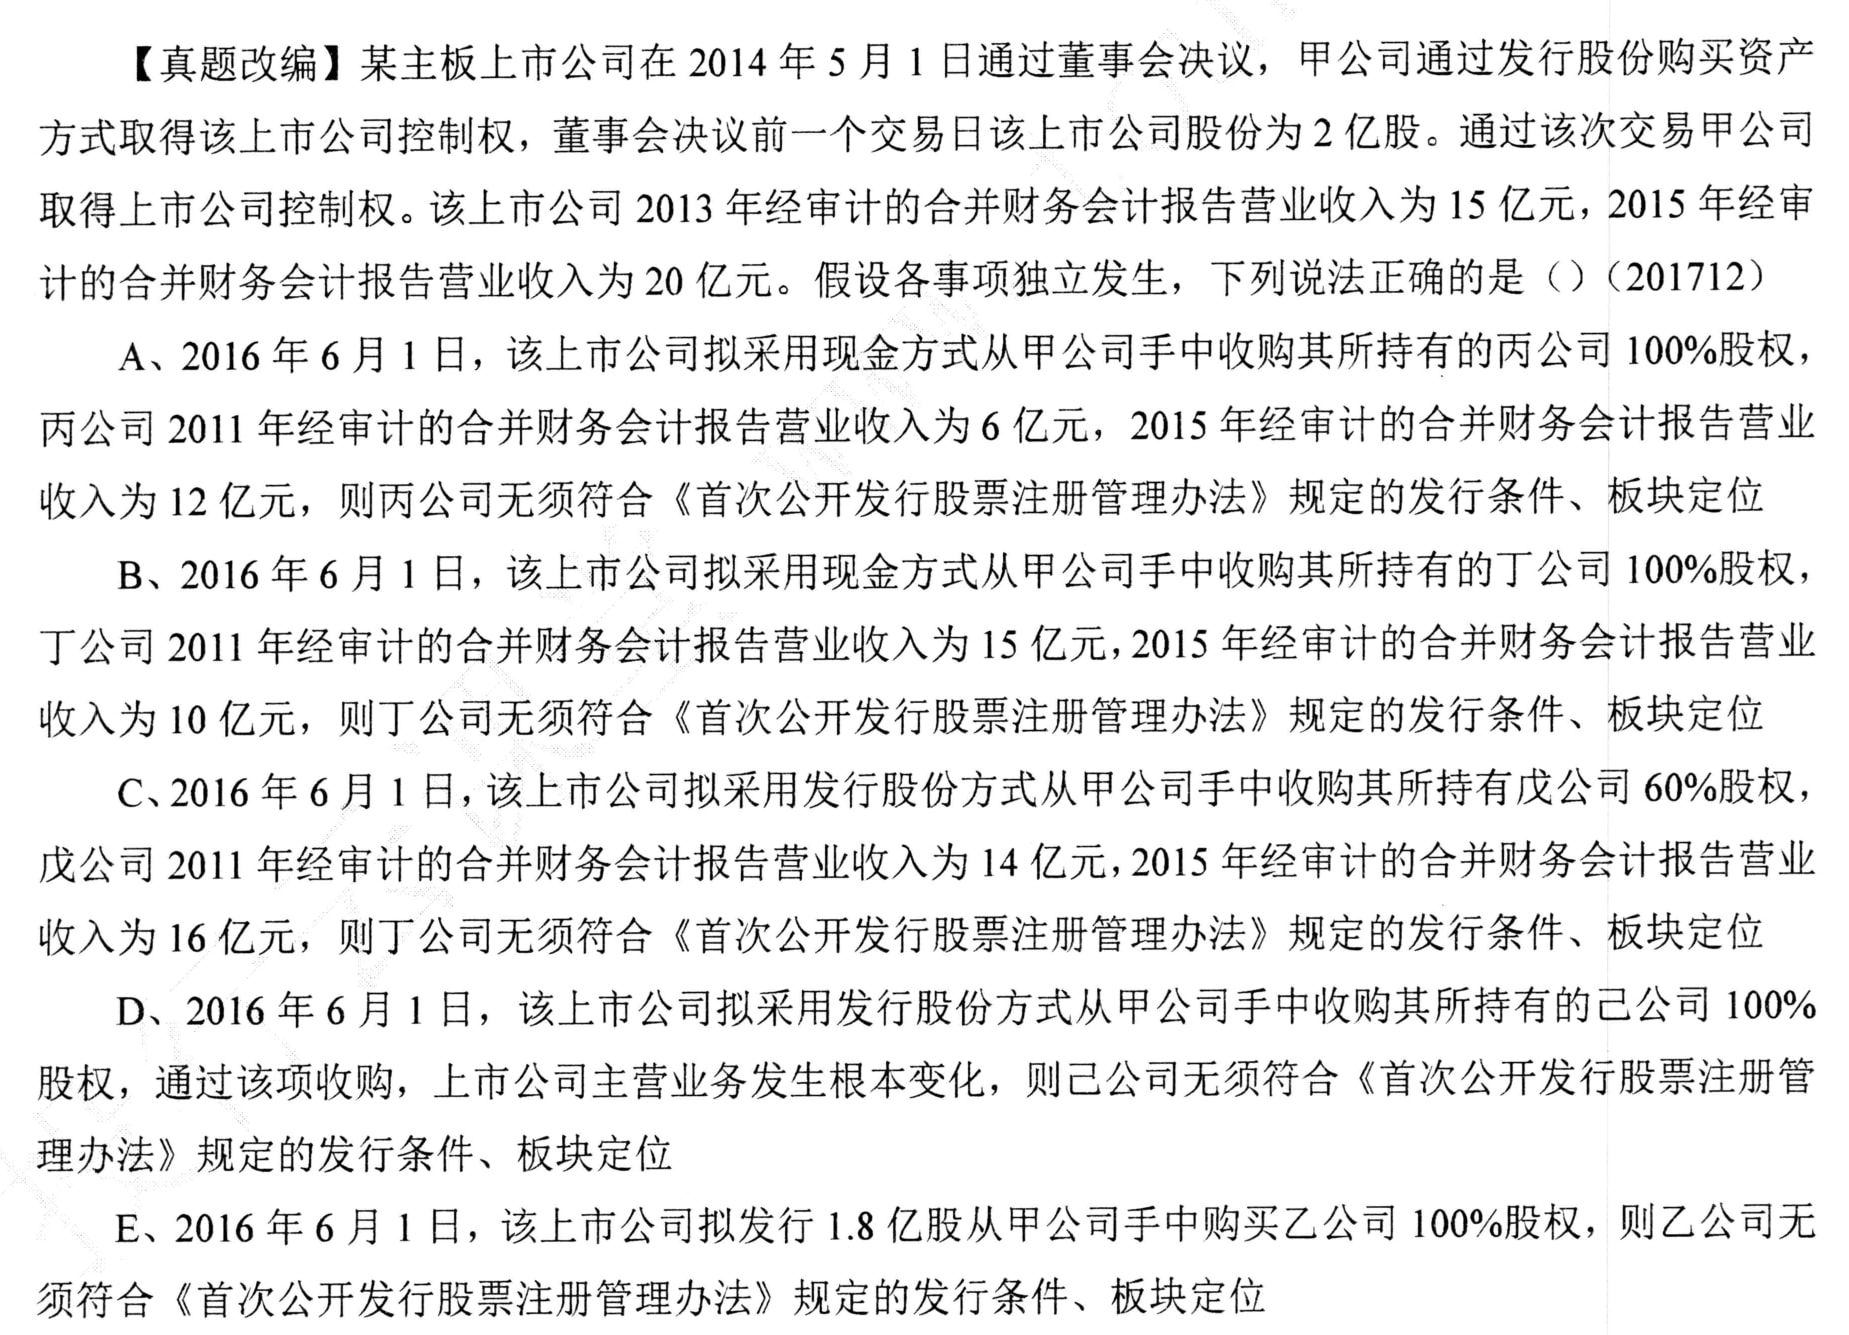 【真题改编】某主板上市公司在 2014 年 5 月 1 日通过董事会决议，甲公司通过发行股份购买资产
方式取得该上市公司控制权，董事会决议前一个交易日该上市公司股份为 2 亿股。通过该次交易甲公司
取得上市公司控制权。该上市公司 2013 年经审计的合并财务会计报告营业收入为 15 亿元，2015 年经审
计的合并财务会计报告营业收入为 20 亿元。假设各事项独立发生，下列说法正确的是（）（201712）
A、2016 年 6 月 1 日，该上市公司拟采用现金方式从甲公司手中收购其所持有的丙公司 100%股权，
丙公司 2011 年经审计的合并财务会计报告营业收入为 6 亿元，2015 年经审计的合并财务会计报告营业
收入为 12 亿元，则丙公司无须符合《首次公开发行股票注册管理办法》规定的发行条件、板块定位
B、2016 年 6 月 1 日，该上市公司拟采用现金方式从甲公司手中收购其所持有的丁公司 100%股权，
丁公司 2011 年经审计的合并财务会计报告营业收入为 15 亿元，2015 年经审计的合并财务会计报告营业
收入为 10 亿元，则丁公司无须符合《首次公开发行股票注册管理办法》规定的发行条件、板块定位
C、2016 年 6 月 1 日，该上市公司拟采用发行股份方式从甲公司手中收购其所持有戊公司 60%股权，
戊公司 2011 年经审计的合并财务会计报告营业收入为 14 亿元，2015 年经审计的合并财务会计报告营业
收入为 16 亿元，则丁公司无须符合《首次公开发行股票注册管理办法》规定的发行条件、板块定位
D、2016 年 6 月 1 日，该上市公司拟采用发行股份方式从甲公司手中收购其所持有的己公司 100%
股权，通过该项收购，上市公司主营业务发生根本变化，则己公司无须符合《首次公开发行股票注册管
理办法》规定的发行条件、板块定位
E、2016 年 6 月 1 日，该上市公司拟发行 1.8 亿股从甲公司手中购买乙公司 100%股权，则乙公司无
须符合《首次公开发行股票注册管理办法》规定的发行条件、板块定位